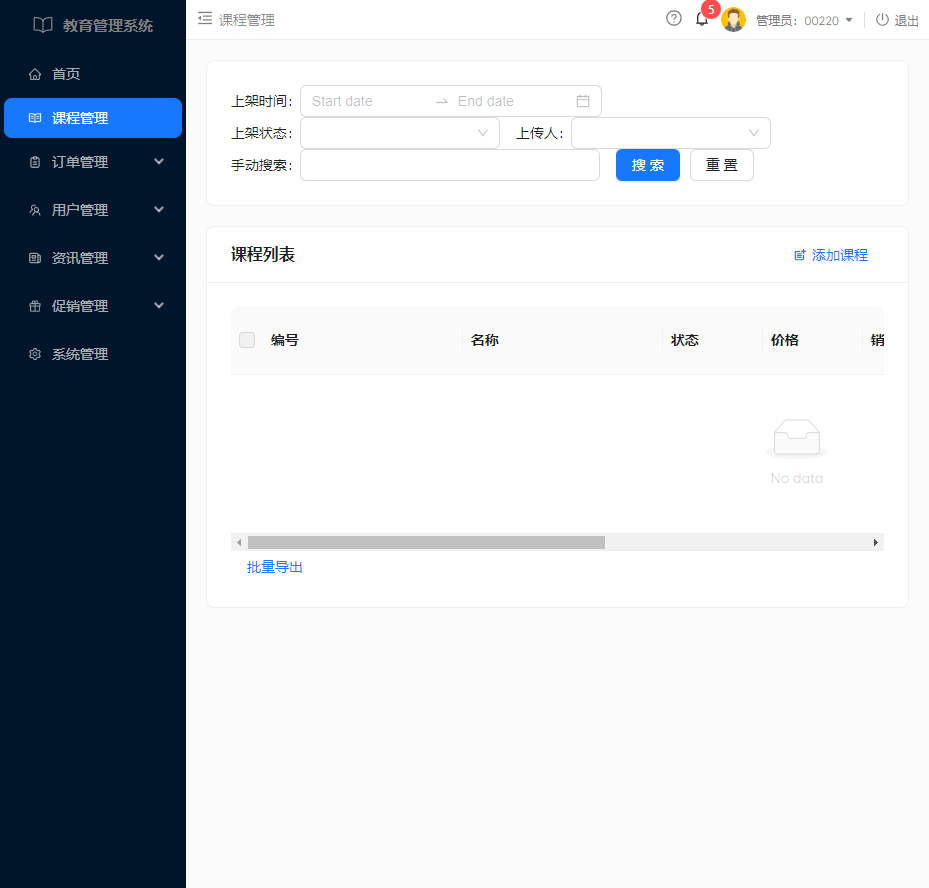 教育管理系统
首页
课程管理
订单管理
用户管理
资讯管理
促销管理
系统管理
课程管理
5
管理员：00220
退出
上架时间： Start date End date
上架状态： 上传人：
手动搜索： 搜 索 重 置
课程列表 添加课程
编号 名称 状态 价格 销
No data
批量导出